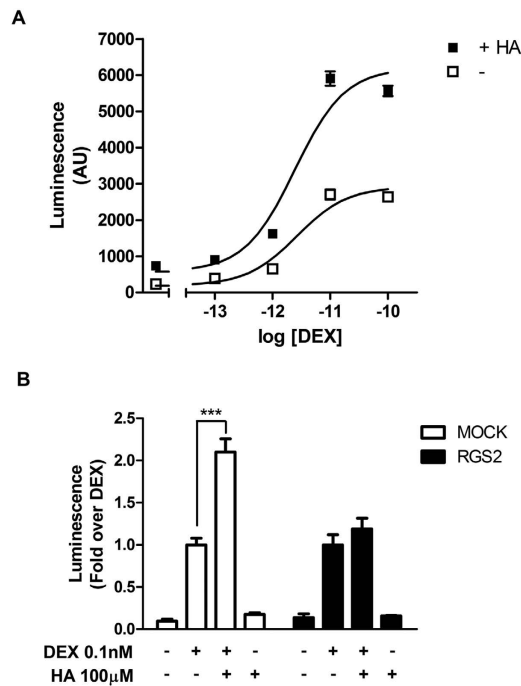 A
+ HA
-
Luminescence
(AU)
7000
6000
5000
4000
3000
2000
1000
0
-13
-12
-11
-10
log [DEX]
B
MOCK
RGS2
Luminescence
(Fold over DEX)
2.5
2.0
1.5
1.0
0.5
0.0
***
DEX 0.1nM - + + - - + + -
HA 100µM - - + + - - + +